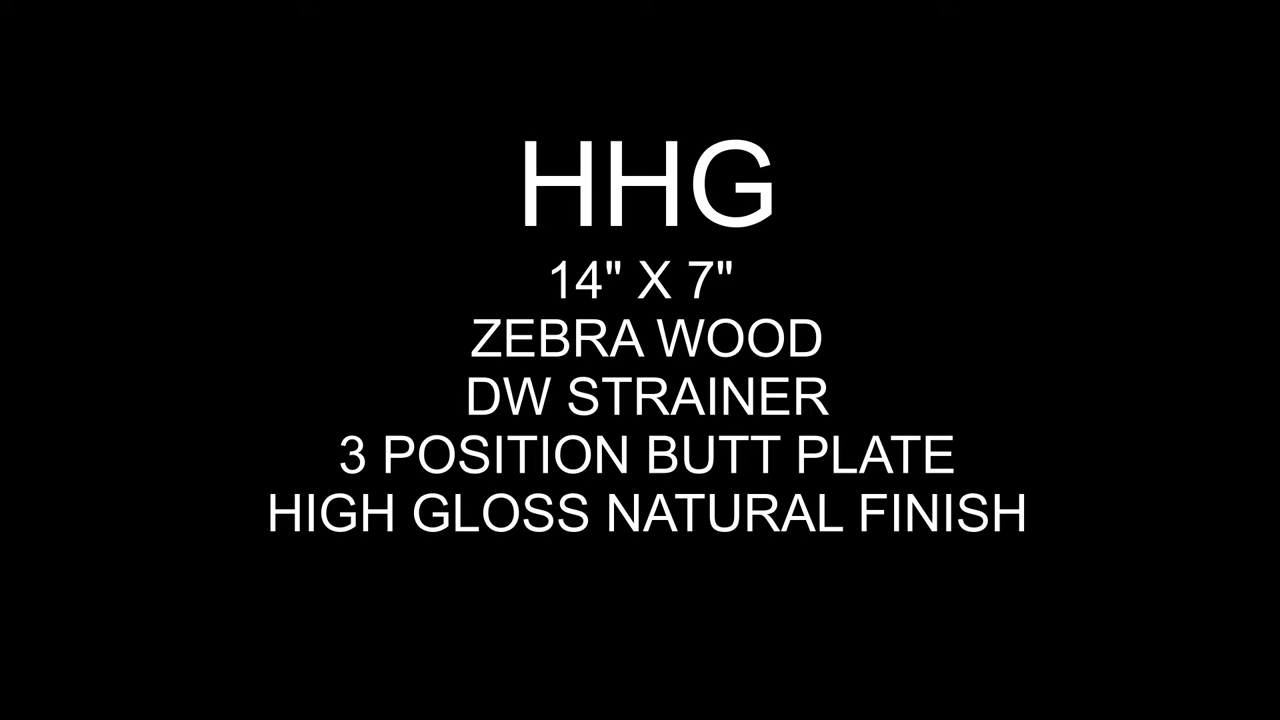 HHG
14" X 7"
ZEBRA WOOD
DW STRAINER
3 POSITION BUTT PLATE
HIGH GLOSS NATURAL FINISH